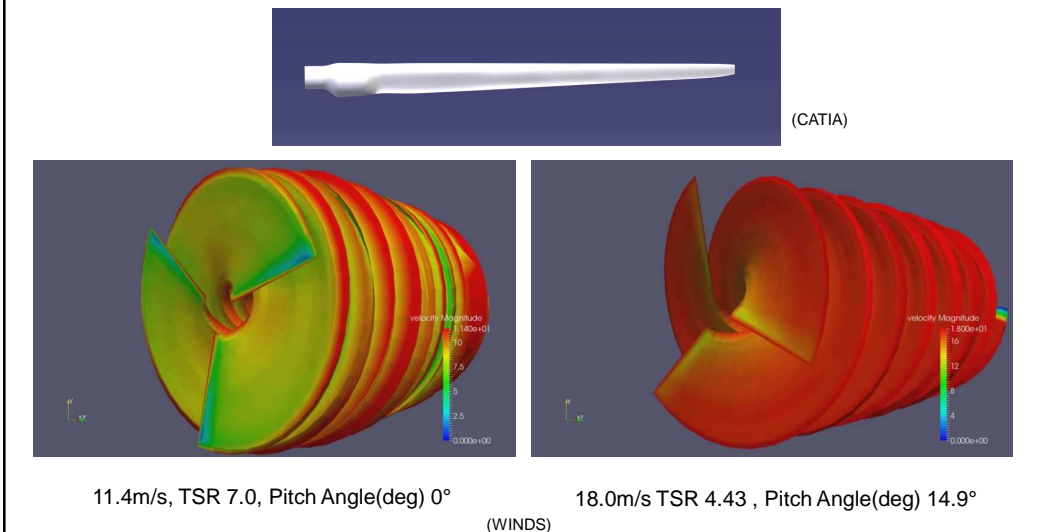 (CATIA)
velocity Magnitude
1.140e+01
10
7.5
5
2.5
0.000e+00
velocity Magnitude
1.800e+01
16
12
8
4
0.000e+00
11.4m/s, TSR 7.0, Pitch Angle(deg) 0°
18.0m/s TSR 4.43 , Pitch Angle(deg) 14.9°
(WINDS)